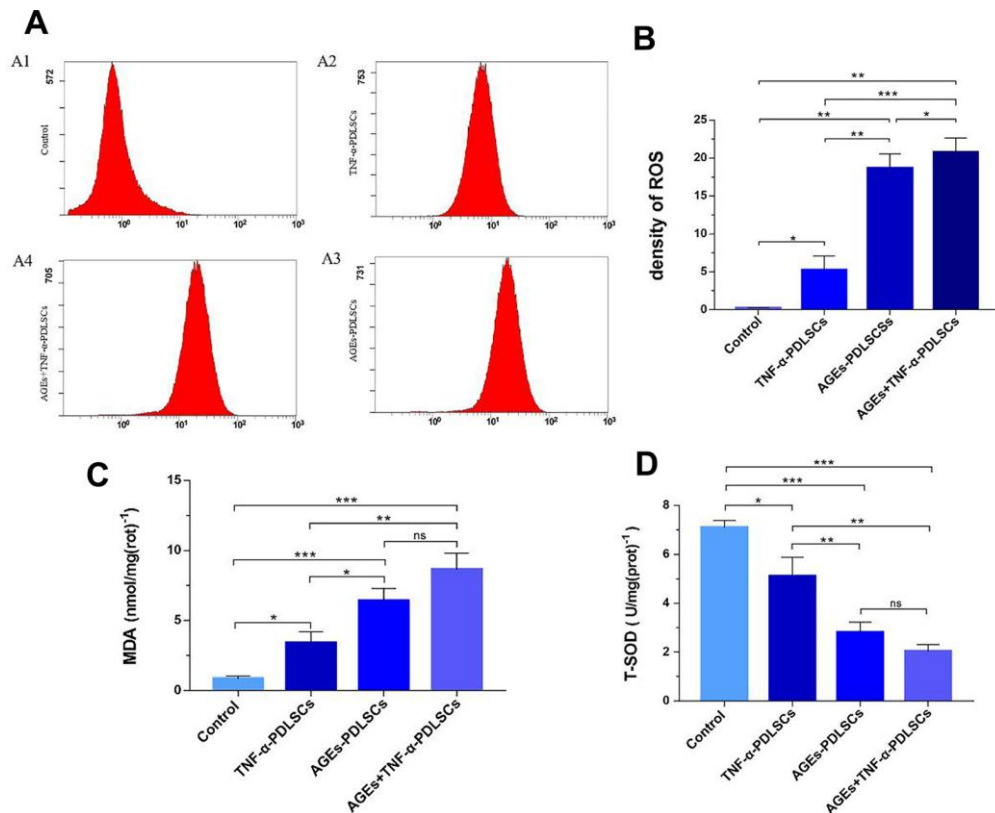 A
A1
572
Control
10⁰ 10¹ 10² 10³
A2
753
TNF-α-PDLSCs
10⁰ 10¹ 10² 10³
A4
705
AGEs+TNF-α-PDLSCs
10⁰ 10¹ 10² 10³
A3
731
AGEs-PDLSCs
10⁰ 10¹ 10² 10³
B
density of ROS
25
20
15
10
5
0
**
***
** *
**
*
Control
TNF-α-PDLSCs
AGEs-PDLSCSs
AGEs+TNF-α-PDLSCs
C
MDA (nmol/mg(rot)⁻¹
15
10
5
0
***
**
ns
***
*
*
Control
TNF-α-PDLSCs
AGEs-PDLSCs
AGEs+TNF-α-PDLSCs
D
T-SOD ( U/mg(prot)⁻¹
8
6
4
2
0
***
***
*
**
**
ns
Control
TNF-α-PDLSCs
AGEs-PDLSCs
AGEs+TNF-α-PDLSCs